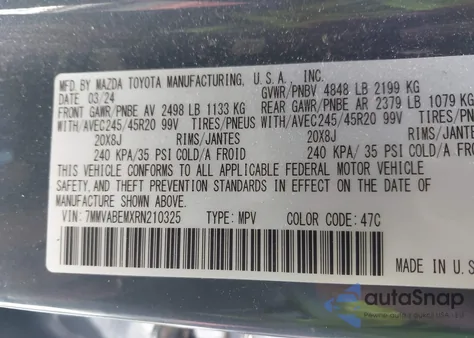 MFD. BY MAZDA TOYOTA MANUFACTURING, U.S.A., INC.
DATE 03/24 GVWR/PNBV 4848 LB 2199 KG
FRONT GAWR/PNBE AV 2498 LB 1133 KG REAR GAWR/PNBE AR 2379 LB 1079 KG
WITH/AVEC245/45R20 99V TIRES/PNEUS WITH/AVEC245/45R20 99V TIRES/PNEUS
20X8J RIMS/JANTES 20X8J RIMS/JANTES
240 KPA/ 35 PSI COLD/A FROID 240 KPA/ 35 PSI COLD/A FROID
THIS VEHICLE CONFORMS TO ALL APPLICABLE FEDERAL MOTOR VEHICLE
SAFETY, AND THEFT PREVENTION STANDARDS IN EFFECT ON THE DATE OF
MANUFACTURE SHOWN ABOVE.
VIN: 7MMVABEMXRN210325 TYPE: MPV COLOR CODE: 47C
MADE IN U.S
autoSnap